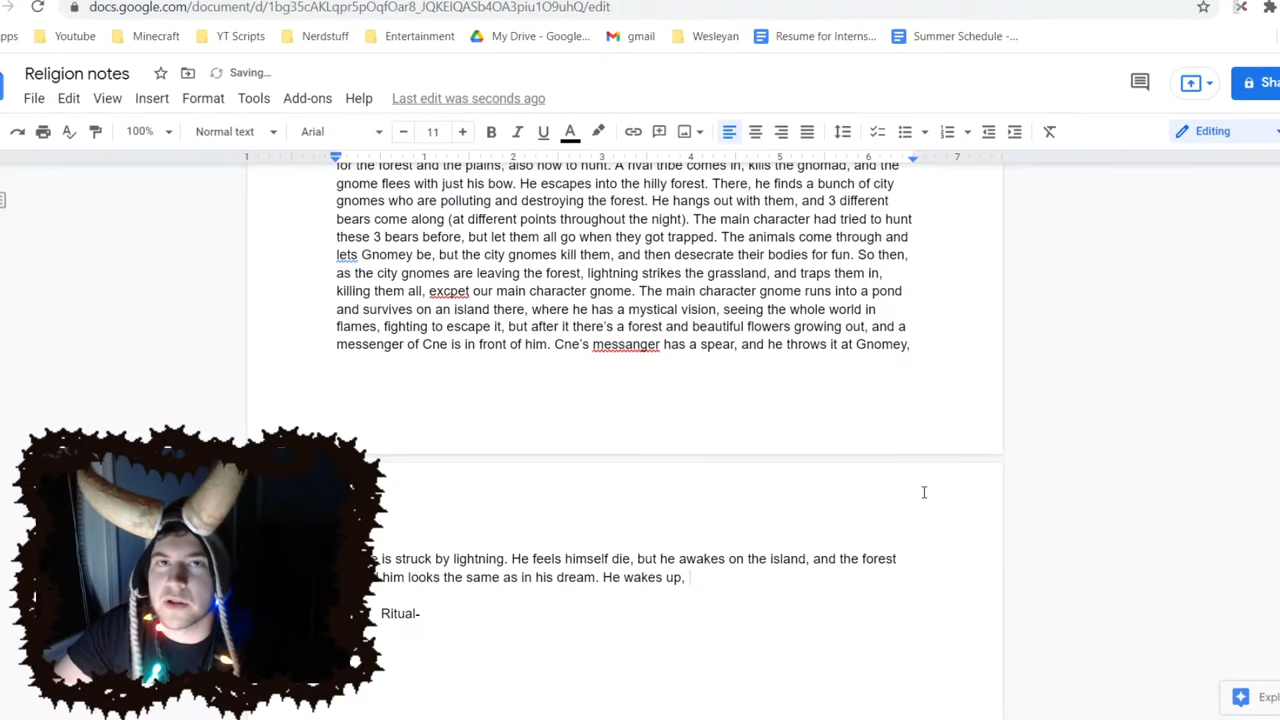 docs.google.com/document/d/1bg35cAKLqpr5pOqfOar8_JQKEIQASb4OA3piu1O9uhQ/edit
pps Youtube Minecraft YT Scripts Nerdstuff Entertainment My Drive - Google... gmail Wesleyan Resume for Interns... Summer Schedule -...
Religion notes Saving...
Sha
File Edit View Insert Format Tools Add-ons Help Last edit was seconds ago
100% Normal text Arial 11 B I U A Editing
1 1 2 3 4 5 6 7
for the forest and the plains, also how to hunt. A rival tribe comes in, kills the gnomad, and the
gnome flees with just his bow. He escapes into the hilly forest. There, he finds a bunch of city
gnomes who are polluting and destroying the forest. He hangs out with them, and 3 different
bears come along (at different points throughout the night). The main character had tried to hunt
these 3 bears before, but let them all go when they got trapped. The animals come through and
lets Gnomey be, but the city gnomes kill them, and then desecrate their bodies for fun. So then,
as the city gnomes are leaving the forest, lightning strikes the grassland, and traps them in,
killing them all, excpet our main character gnome. The main character gnome runs into a pond
and survives on an island there, where he has a mystical vision, seeing the whole world in
flames, fighting to escape it, but after it there's a forest and beautiful flowers growing out, and a
messenger of Cne is in front of him. Cne's messanger has a spear, and he throws it at Gnomey,
is struck by lightning. He feels himself die, but he awakes on the island, and the forest
him looks the same as in his dream. He wakes up,
Ritual-
Expl